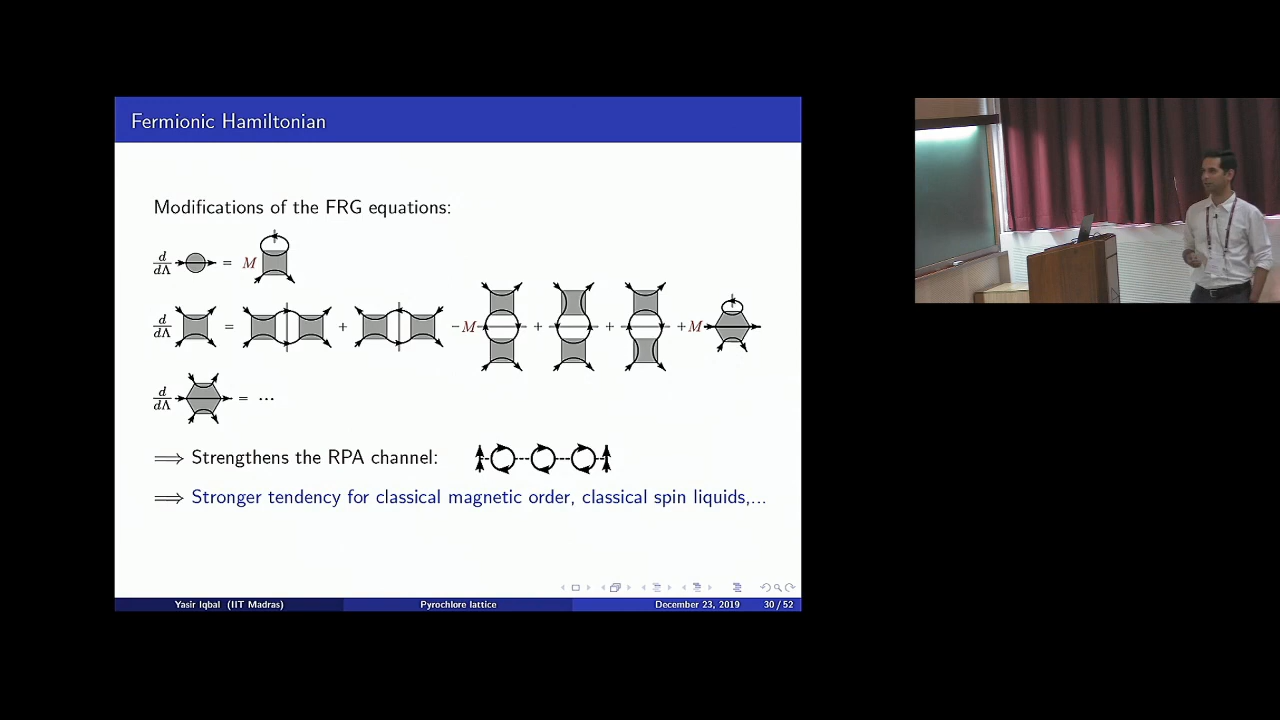 Fermionic Hamiltonian
Modifications of the FRG equations:
d/dΛ = M
d/dΛ = + −M + + +M
d/dΛ = ...
⟹ Strengthens the RPA channel:
⟹ Stronger tendency for classical magnetic order, classical spin liquids,...
Yasir Iqbal (IIT Madras) Pyrochlore lattice December 23, 2019 30 / 52